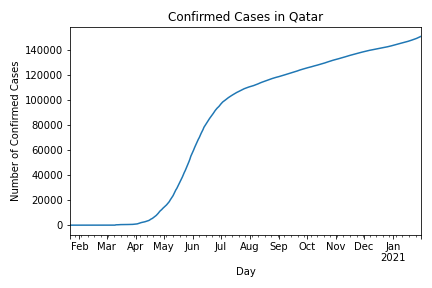 Confirmed Cases in Qatar
Number of Confirmed Cases
140000
120000
100000
80000
60000
40000
20000
0
Feb Mar Apr May Jun Jul Aug Sep Oct Nov Dec Jan
2021
Day